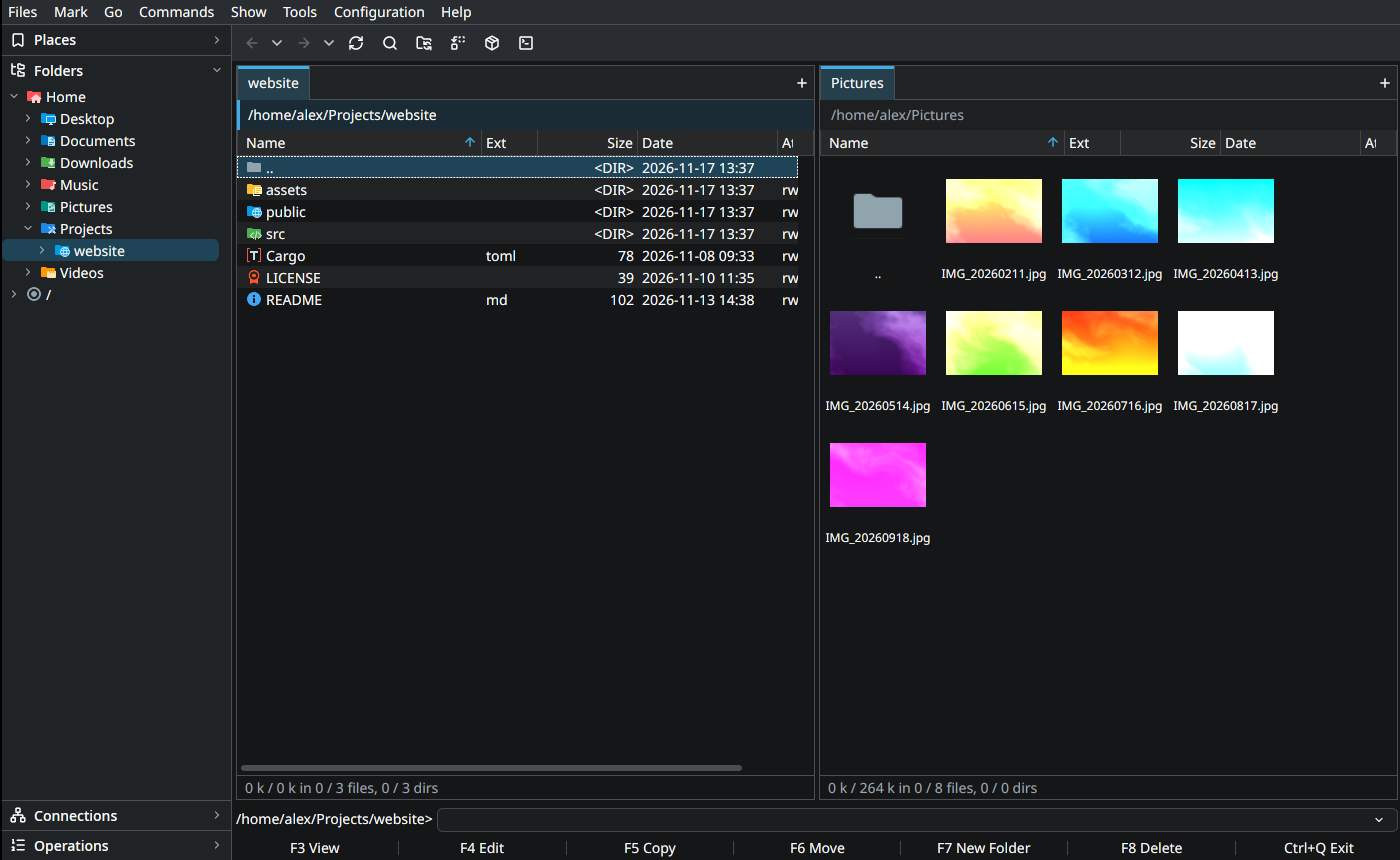 Files Mark Go Commands Show Tools Configuration Help
Places
Folders
Home
Desktop
Documents
Downloads
Music
Pictures
Projects
website
Videos
/
Connections
Operations
website +
/home/alex/Projects/website
Name Ext Size Date At
.. <DIR> 2026-11-17 13:37
assets <DIR> 2026-11-17 13:37 rw
public <DIR> 2026-11-17 13:37 rw
src <DIR> 2026-11-17 13:37 rw
Cargo toml 78 2026-11-08 09:33 rw
LICENSE 39 2026-11-10 11:35 rw
README md 102 2026-11-13 14:38 rw
0 k / 0 k in 0 / 3 files, 0 / 3 dirs
Pictures +
/home/alex/Pictures
Name Ext Size Date At
.. IMG_20260211.jpg IMG_20260312.jpg IMG_20260413.jpg
IMG_20260514.jpg IMG_20260615.jpg IMG_20260716.jpg IMG_20260817.jpg
IMG_20260918.jpg
0 k / 264 k in 0 / 8 files, 0 / 0 dirs
/home/alex/Projects/website>
F3 View F4 Edit F5 Copy F6 Move F7 New Folder F8 Delete Ctrl+Q Exit